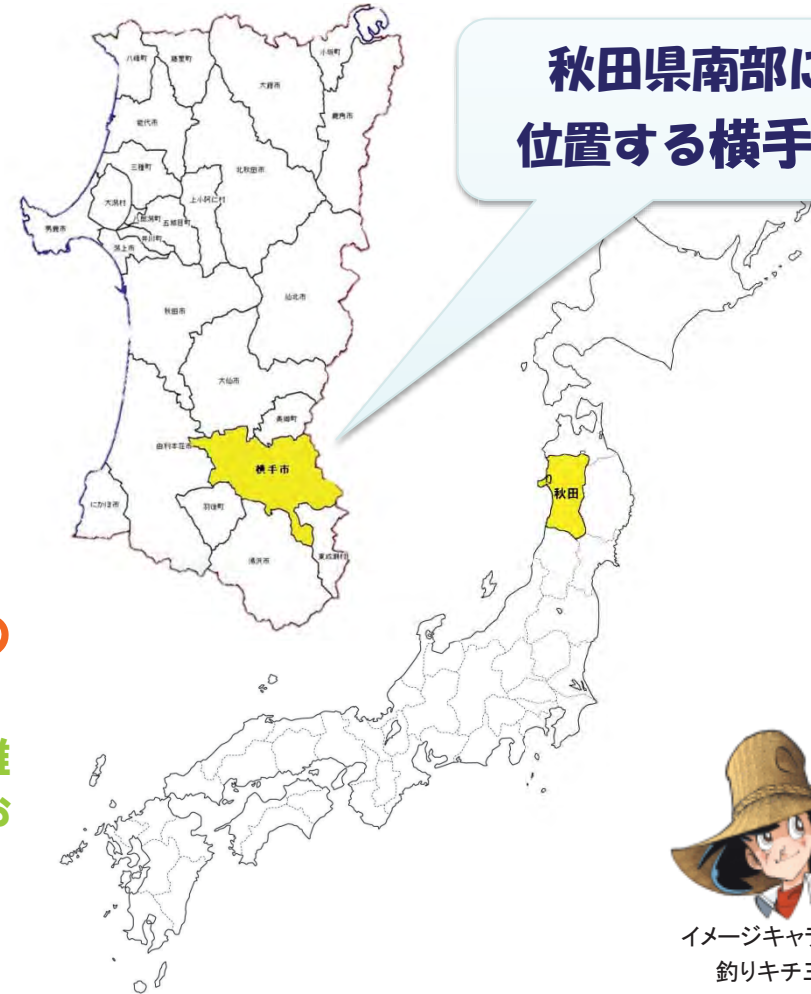 秋田県南部に
位置する横手
八峰町
藤里町
小坂町
大館市
鹿角市
能代市
北秋田市
三種町
大潟村
上小阿仁村
八郎潟町
五城目町
井川町
男鹿市
潟上市
仙北市
秋田市
大仙市
美郷町
由利本荘市
横手市
にかほ市
羽後町
湯沢市
東成瀬村
秋田
の
イメージキャラ
釣りキチ三